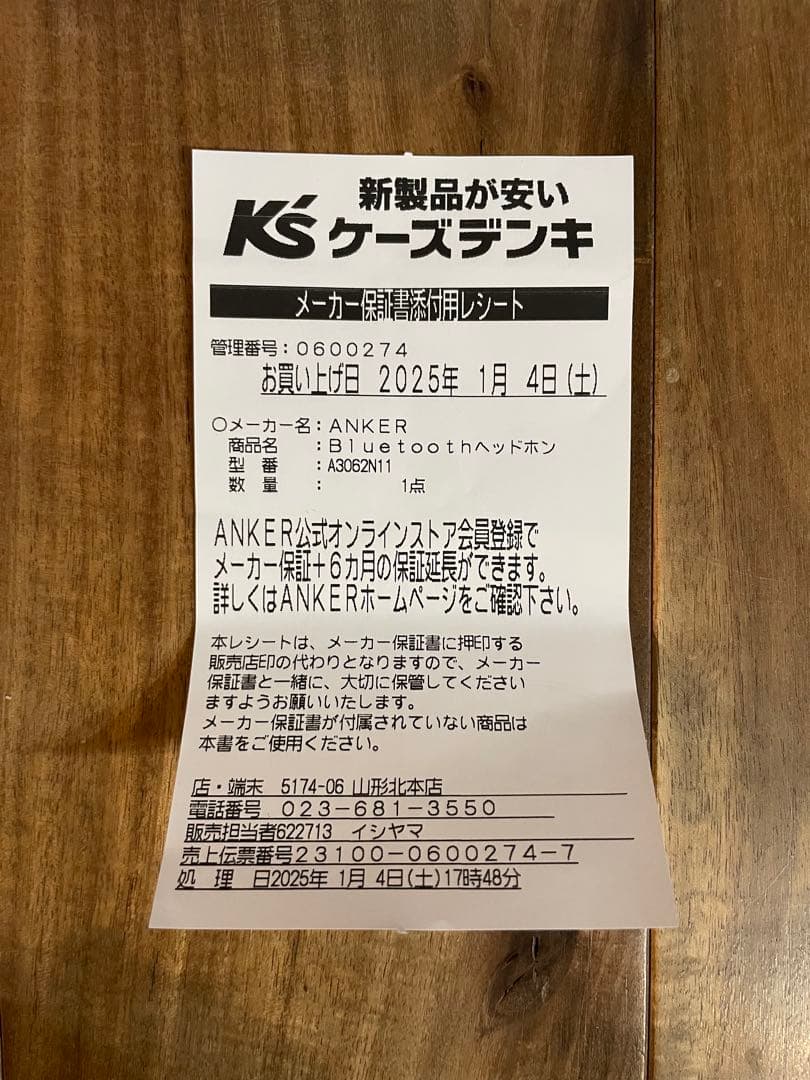 新製品が安い
K'sケーズデンキ
メーカー保証書添付用レシート
管理番号：０６００２７４
お買い上げ日　２０２５年　１月　４日（土）
〇メーカー名：ＡＮＫＥＲ
商品名　：Ｂｌｕｅｔｏｏｔｈヘッドホン
型　番　：A3062N11
数　量　：　1点
ＡＮＫＥＲ公式オンラインストア会員登録で
メーカー保証＋６カ月の保証延長ができます。
詳しくはＡＮＫＥＲホームページをご確認下さい。
本レシートは、メーカー保証書に押印する
販売店印の代わりとなりますので、メーカー
保証書と一緒に、大切に保管してください
ますようお願いいたします。
メーカー保証書が付属されていない商品は
本書をご使用ください。
店・端末　5174-06 山形北本店
電話番号　０２３－６８１－３５５０
販売担当者622713　イシヤマ
売上伝票番号２３１００－０６００２７４－７
処　理　日2025年 1月 4日(土)17時48分